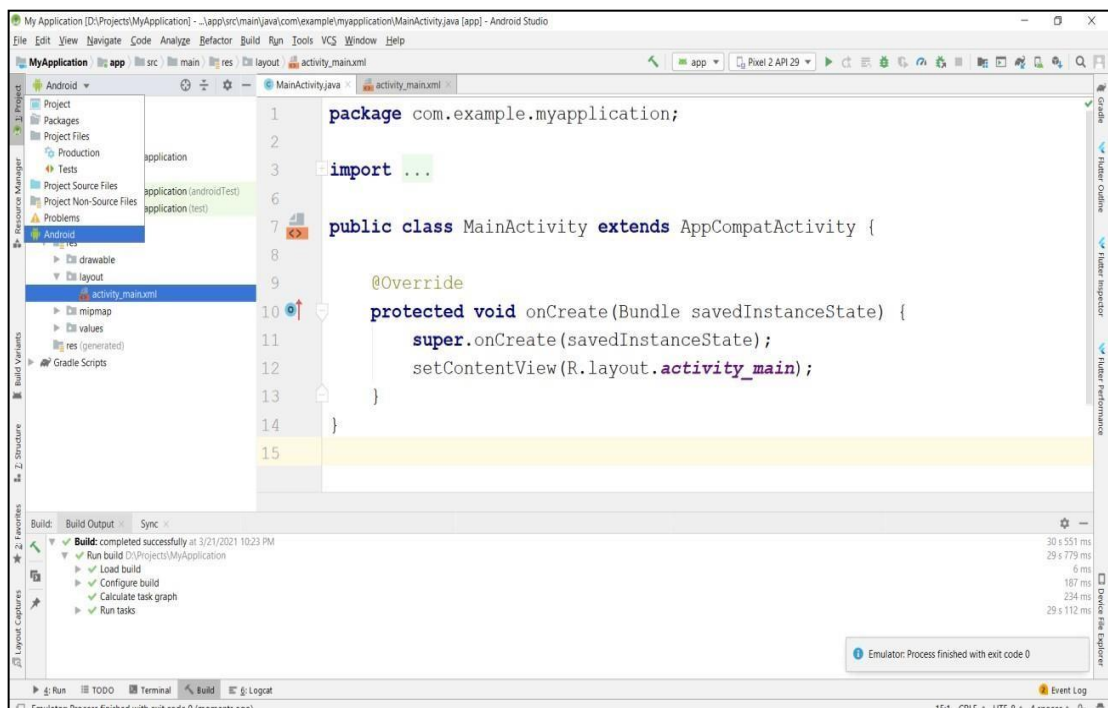 My Application [D:\Projects\MyApplication] - ...\app\src\main\java\com\example\myapplication\MainActivity.java [app] - Android Studio
File Edit View Navigate Code Analyze Refactor Build Run Tools VCS Window Help
MyApplication app src main res layout activity_main.xml
app Pixel 2 API 29
1: Project
Resource Manager
Build Variants
7: Structure
2: Favorites
Layout Captures
Android
Project
Packages
Project Files
Production
Tests
Project Source Files
Project Non-Source Files
Problems
Android
application
application (androidTest)
application (test)
res
drawable
layout
activity_main.xml
mipmap
values
res (generated)
Gradle Scripts
MainActivity.java activity_main.xml
1 package com.example.myapplication;
2
3 import ...
6
7 public class MainActivity extends AppCompatActivity {
8
9 @Override
10 protected void onCreate(Bundle savedInstanceState) {
11 super.onCreate(savedInstanceState);
12 setContentView(R.layout.activity_main);
13 }
14 }
15
Gradle
Flutter Outline
Flutter Inspector
Flutter Performance
Device File Explorer
Build: Build Output Sync
Build: completed successfully at 3/21/2021 10:23 PM 30 s 551 ms
Run build D:\Projects\MyApplication 29 s 779 ms
Load build 6 ms
Configure build 187 ms
Calculate task graph 234 ms
Run tasks 29 s 112 ms
Emulator: Process finished with exit code 0
4: Run TODO Terminal Build 6: Logcat 2 Event Log